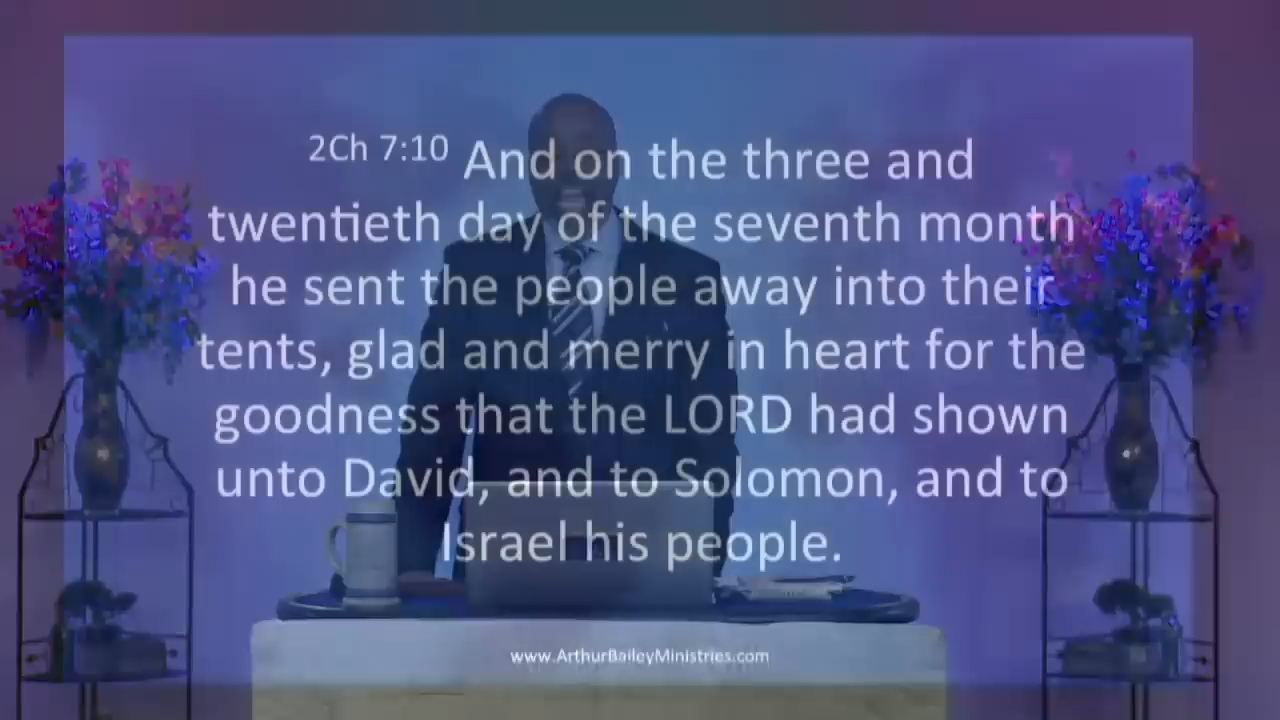 2Ch 7:10 And on the three and
twentieth day of the seventh month
he sent the people away into their
tents, glad and merry in heart for the
goodness that the LORD had shown
unto David, and to Solomon, and to
Israel his people.
www.ArthurBaileyMinistries.com